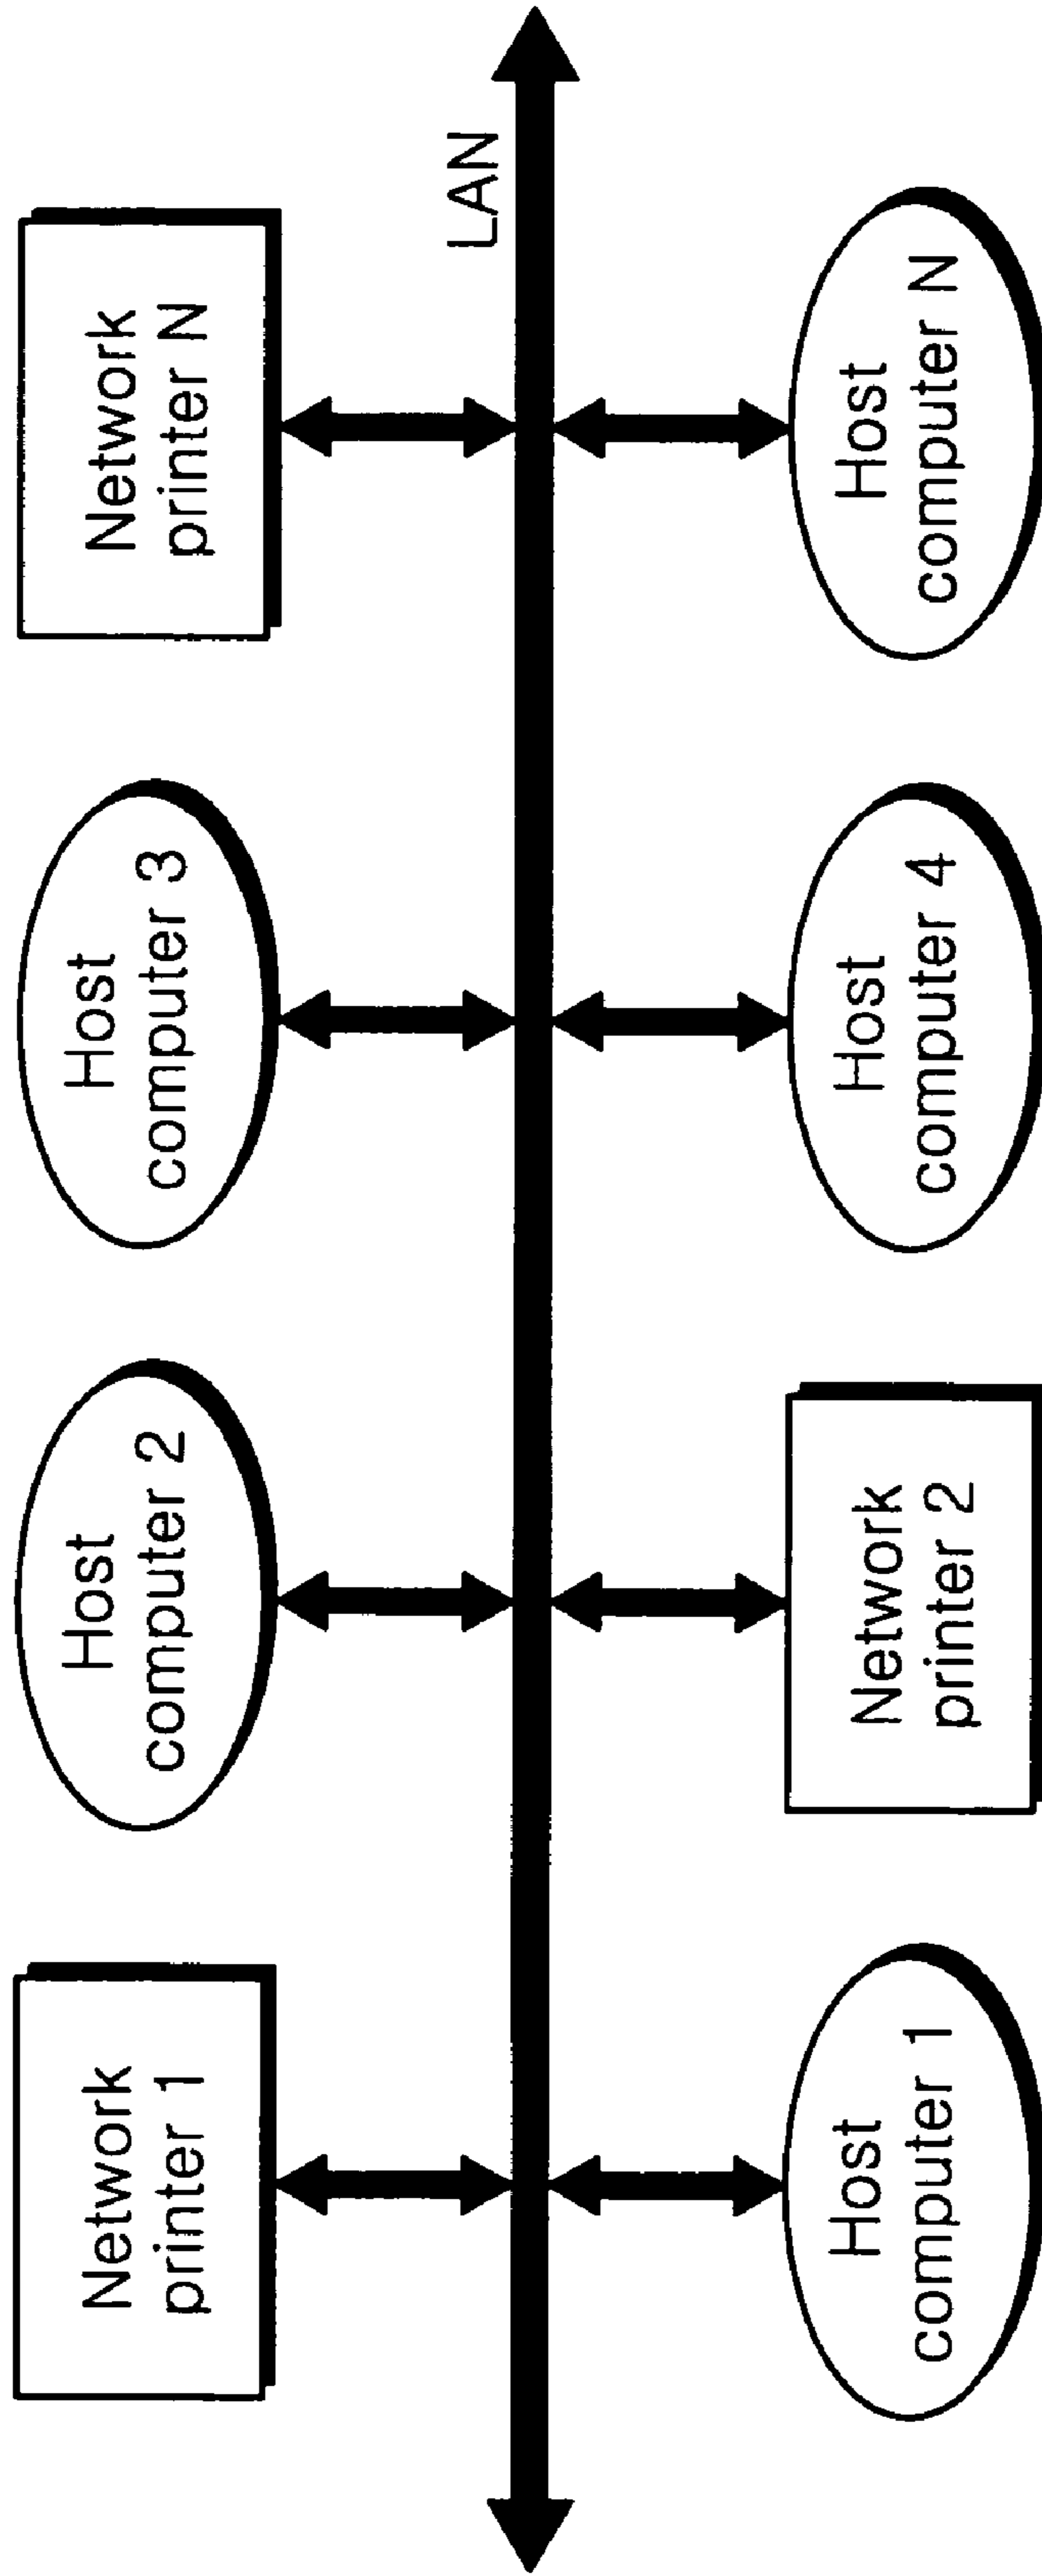 Network
printer 1
Host
computer 2
Host
computer 3
Network
printer N
LAN
Host
computer 1
Network
printer 2
Host
computer 4
Host
computer N